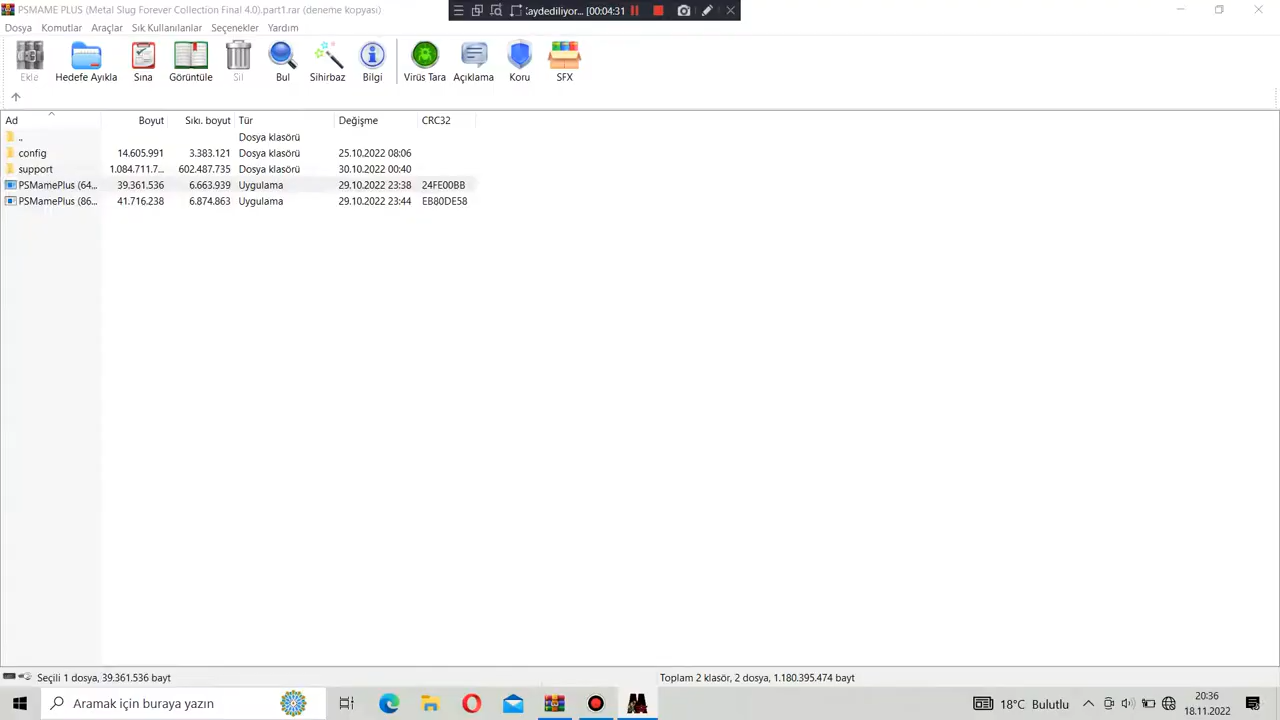 PSMAME PLUS (Metal Slug Forever Collection Final 4.0).part1.rar (deneme kopyası)
Kaydediliyor... [00:04:31]
Dosya Komutlar Araçlar Sık Kullanılanlar Seçenekler Yardım
Ekle Hedefe Ayıkla Sına Görüntüle Sil Bul Sihirbaz Bilgi Virüs Tara Açıklama Koru SFX
Ad Boyut Sıkı. boyut Tür Değişme CRC32
.. Dosya klasörü
config 14.605.991 3.383.121 Dosya klasörü 25.10.2022 08:06
support 1.084.711.7... 602.487.735 Dosya klasörü 30.10.2022 00:40
PSMamePlus (64... 39.361.536 6.663.939 Uygulama 29.10.2022 23:38 24FE00BB
PSMamePlus (86... 41.716.238 6.874.863 Uygulama 29.10.2022 23:44 EB80DE58
Seçili 1 dosya, 39.361.536 bayt Toplam 2 klasör, 2 dosya, 1.180.395.474 bayt
Aramak için buraya yazın 18°C Bulutlu 20:36
18.11.2022